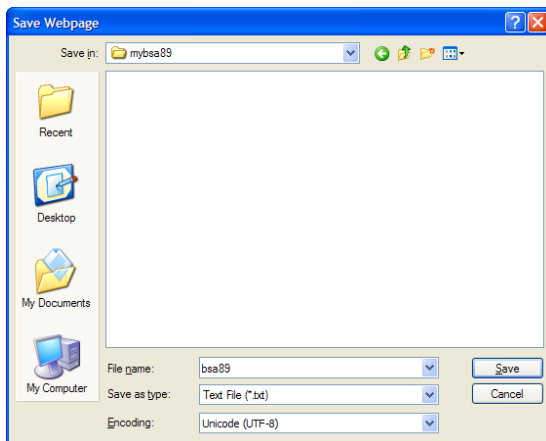 Save Webpage
Save in: mybsa89
Recent
Desktop
My Documents
My Computer
File name: bsa89 Save
Save as type: Text File (*.txt) Cancel
Encoding: Unicode (UTF-8)